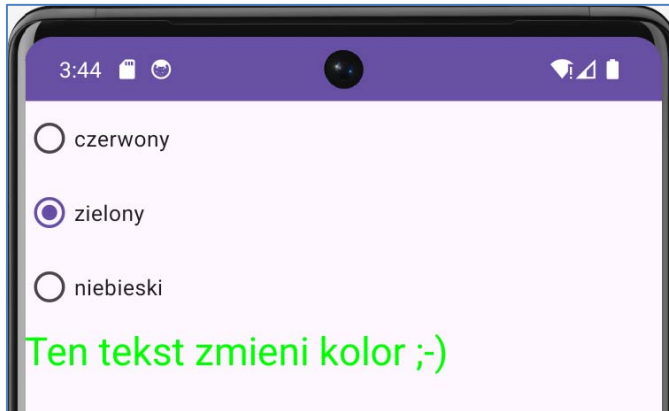 3:44
czerwony
zielony
niebieski
Ten tekst zmieni kolor ;-)